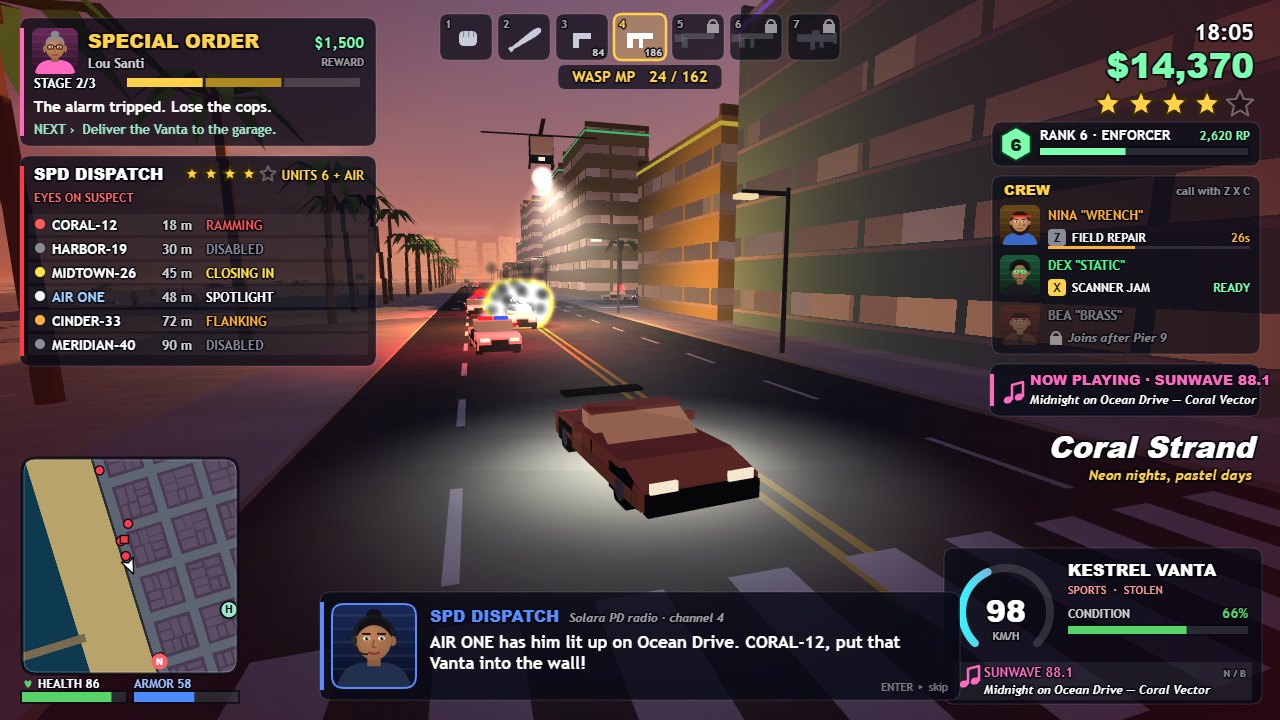 SPECIAL ORDER
$1,500
Lou Santi
REWARD
STAGE 2/3
The alarm tripped. Lose the cops.
NEXT › Deliver the Vanta to the garage.
SPD DISPATCH
UNITS 6 + AIR
EYES ON SUSPECT
CORAL-12 18 m RAMMING
HARBOR-19 30 m DISABLED
MIDTOWN-26 45 m CLOSING IN
AIR ONE 48 m SPOTLIGHT
CINDER-33 72 m FLANKING
MERIDIAN-40 90 m DISABLED
1 2 3 4 5 6 7
84 186
WASP MP 24 / 162
18:05
$14,370
6
RANK 6 · ENFORCER 2,620 RP
CREW call with Z X C
NINA "WRENCH"
Z FIELD REPAIR 26s
DEX "STATIC"
X SCANNER JAM READY
BEA "BRASS"
Joins after Pier 9
NOW PLAYING · SUNWAVE 88.1
Midnight on Ocean Drive — Coral Vector
Coral Strand
Neon nights, pastel days
H
N
HEALTH 86 ARMOR 58
SPD DISPATCH Solara PD radio · channel 4
AIR ONE has him lit up on Ocean Drive. CORAL-12, put that
Vanta into the wall!
ENTER ▸ skip
KESTREL VANTA
SPORTS · STOLEN
98
KM/H
CONDITION 66%
SUNWAVE 88.1 N / B
Midnight on Ocean Drive — Coral Vector